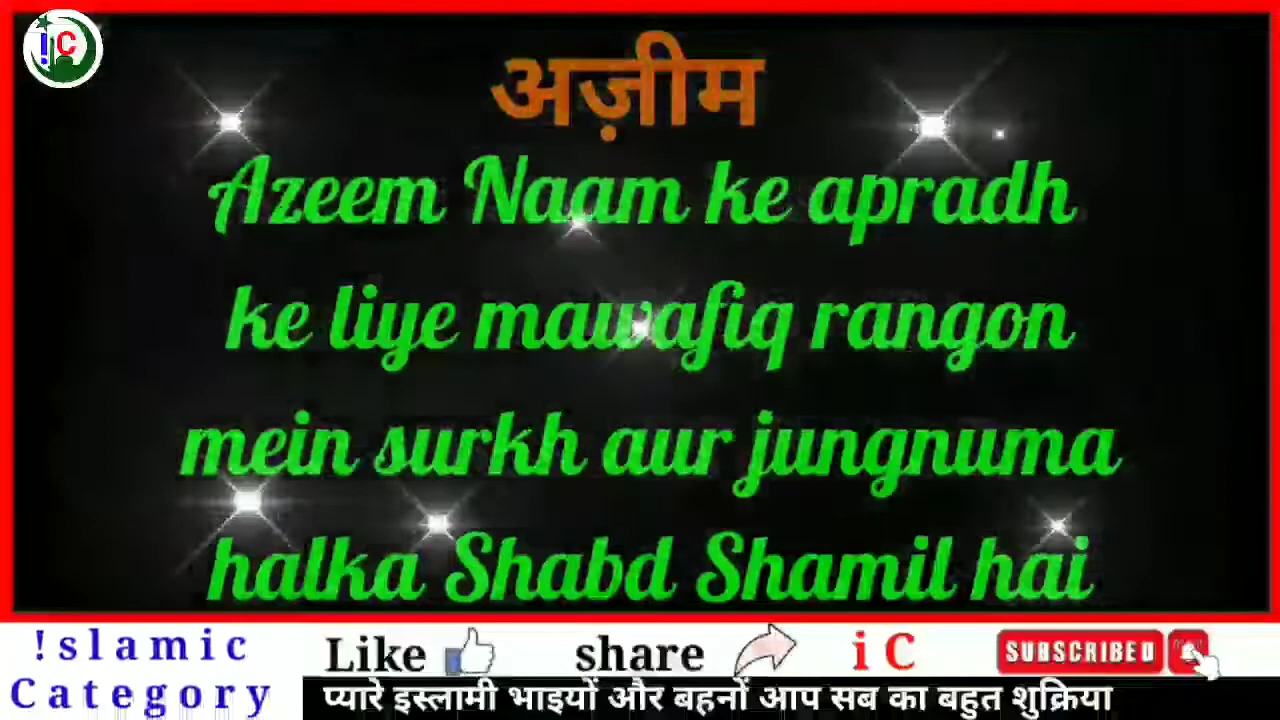 !C
अज़ीम
Azeem Naam ke apradh
ke liye mawafiq rangon
mein surkh aur jungnuma
halka Shabd Shamil hai
!slamic
Category
Like share iC SUBSCRIBED
प्यारे इस्लामी भाइयों और बहनों आप सब का बहुत शुक्रिया